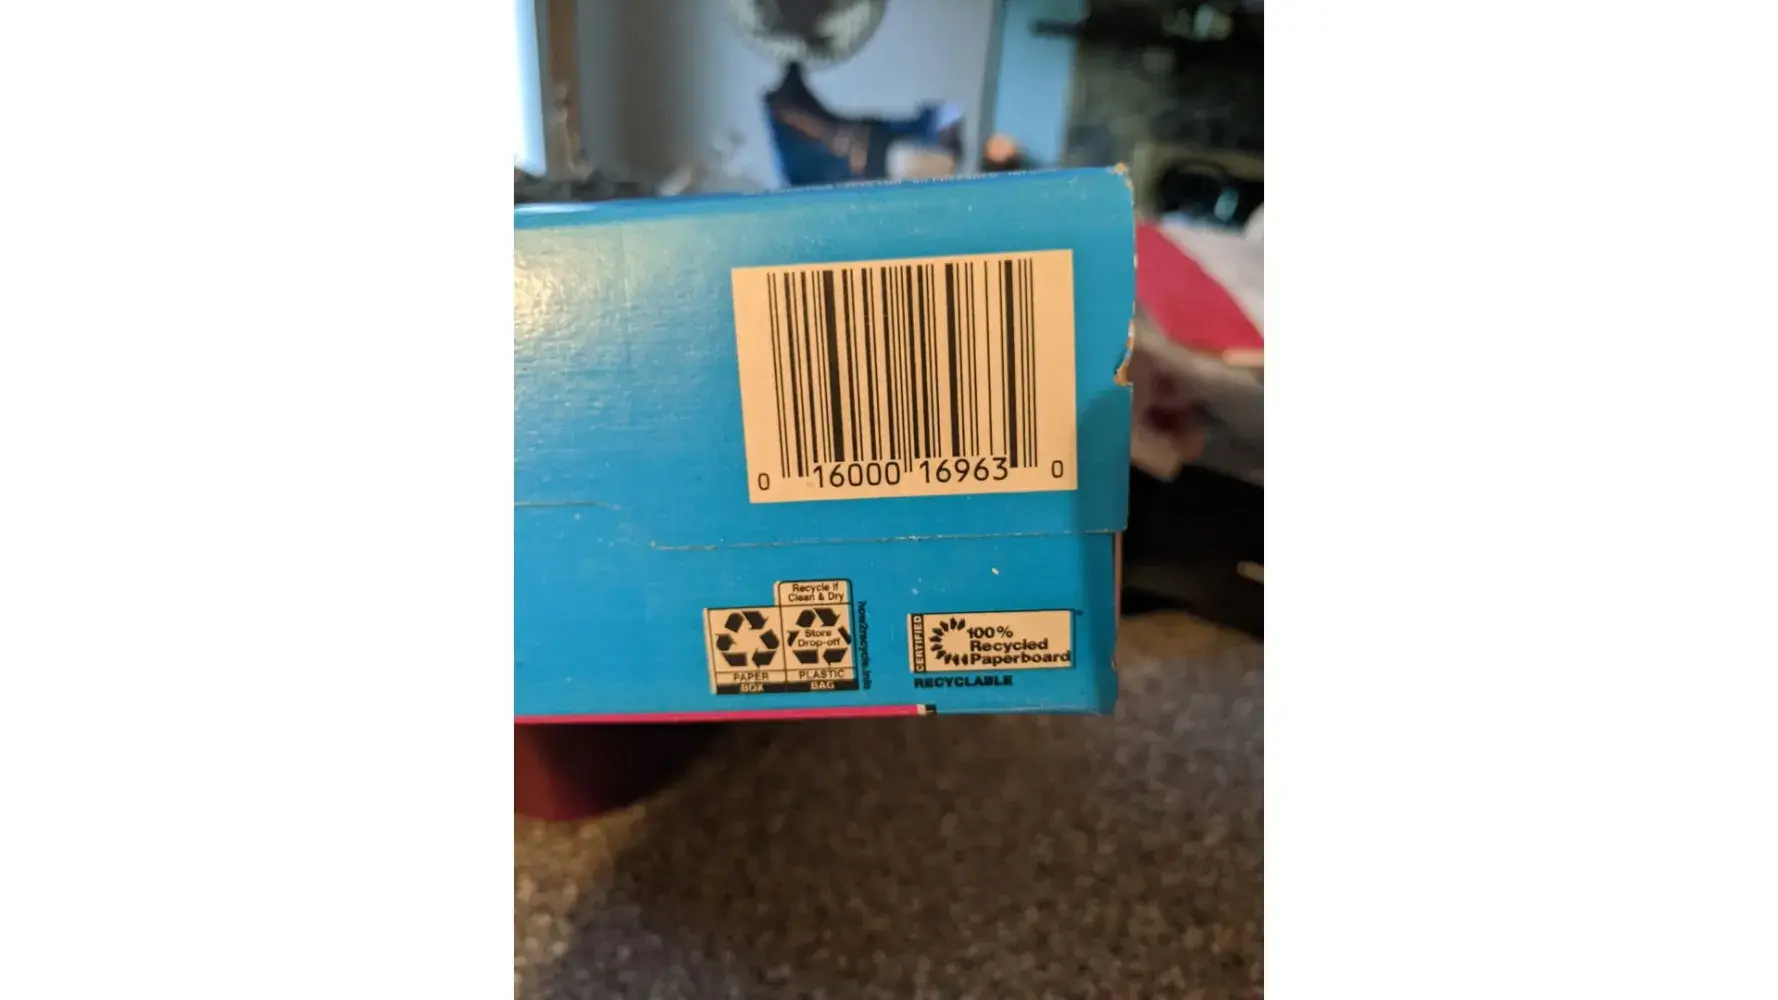 0 16000 16963 0
Recycle if
Clean & Dry
Store
Drop-off
PAPER
BOX
PLASTIC
BAG
how2recycle.info
CERTIFIED
100%
Recycled
Paperboard
RECYCLABLE